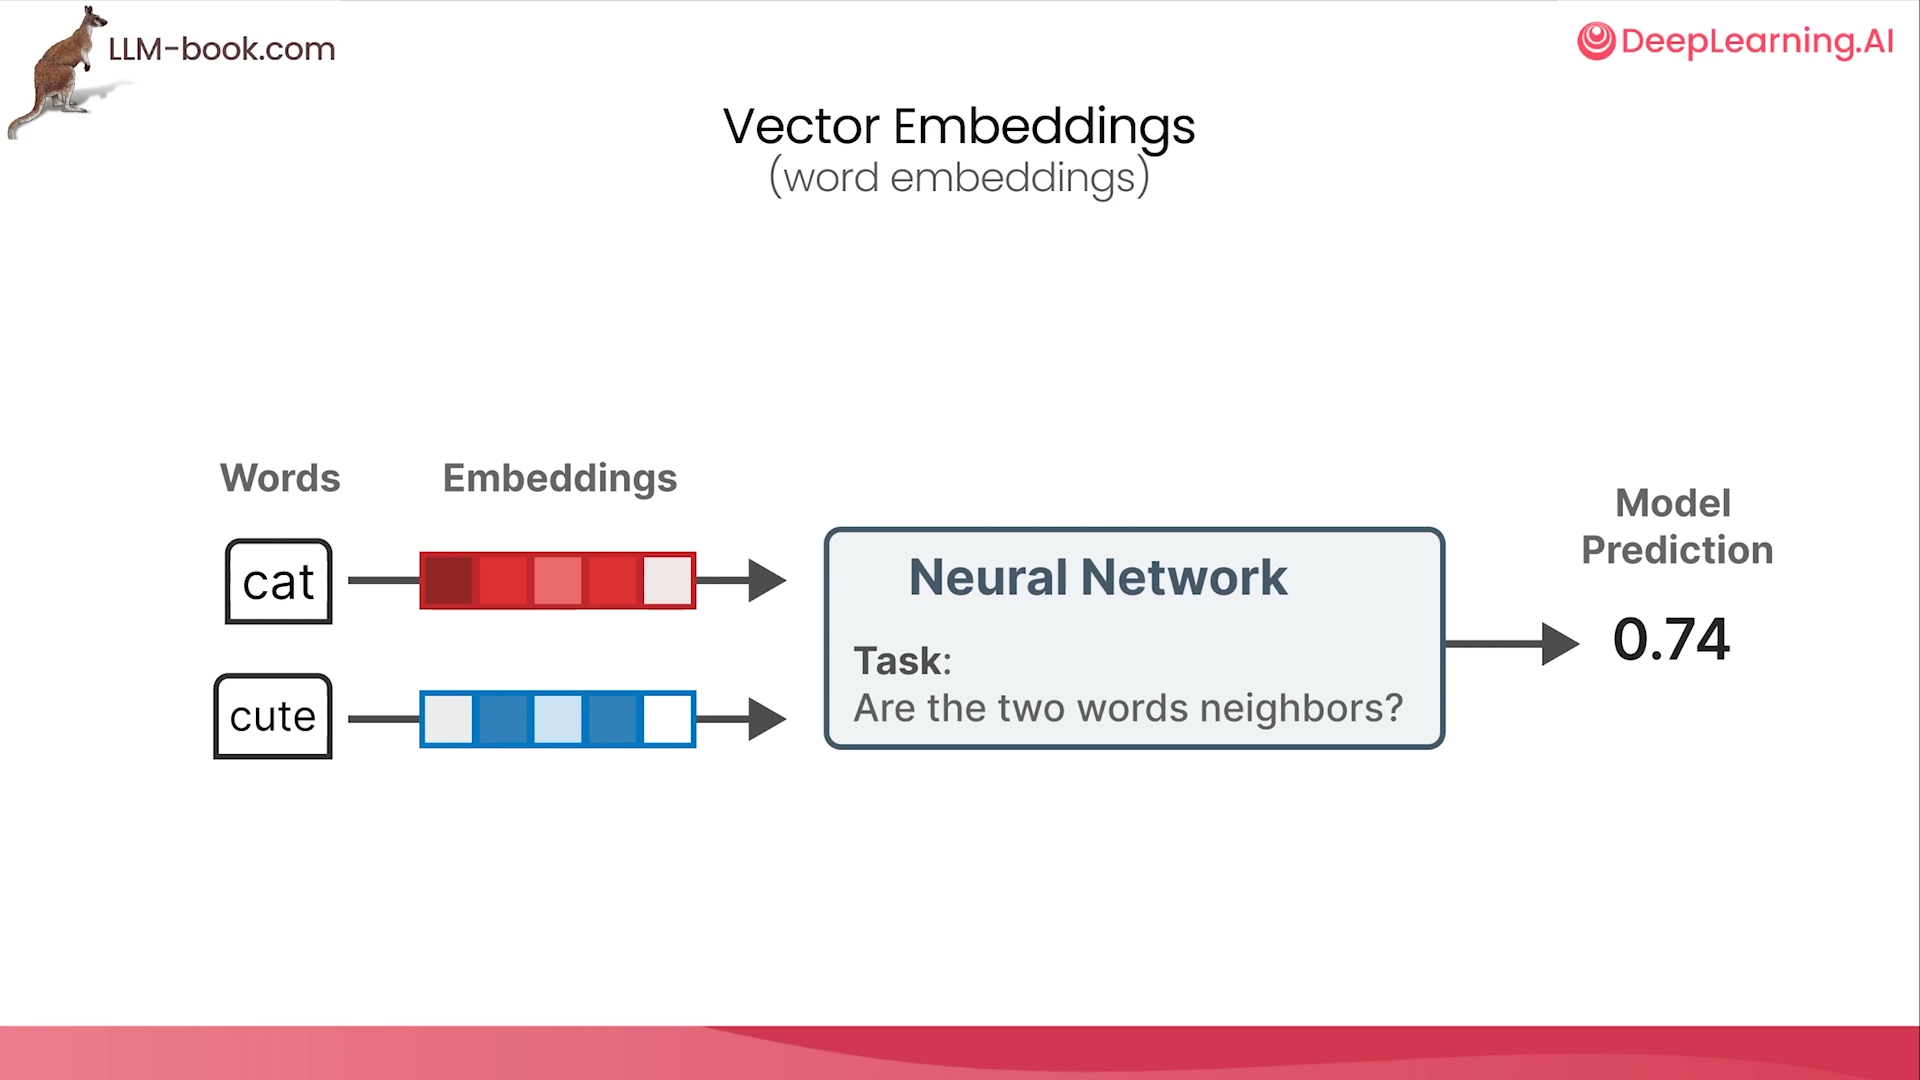 LLM-book.com
DeepLearning.AI
Vector Embeddings
(word embeddings)
Words
Embeddings
cat
cute
Neural Network
Task:
Are the two words neighbors?
Model
Prediction
0.74